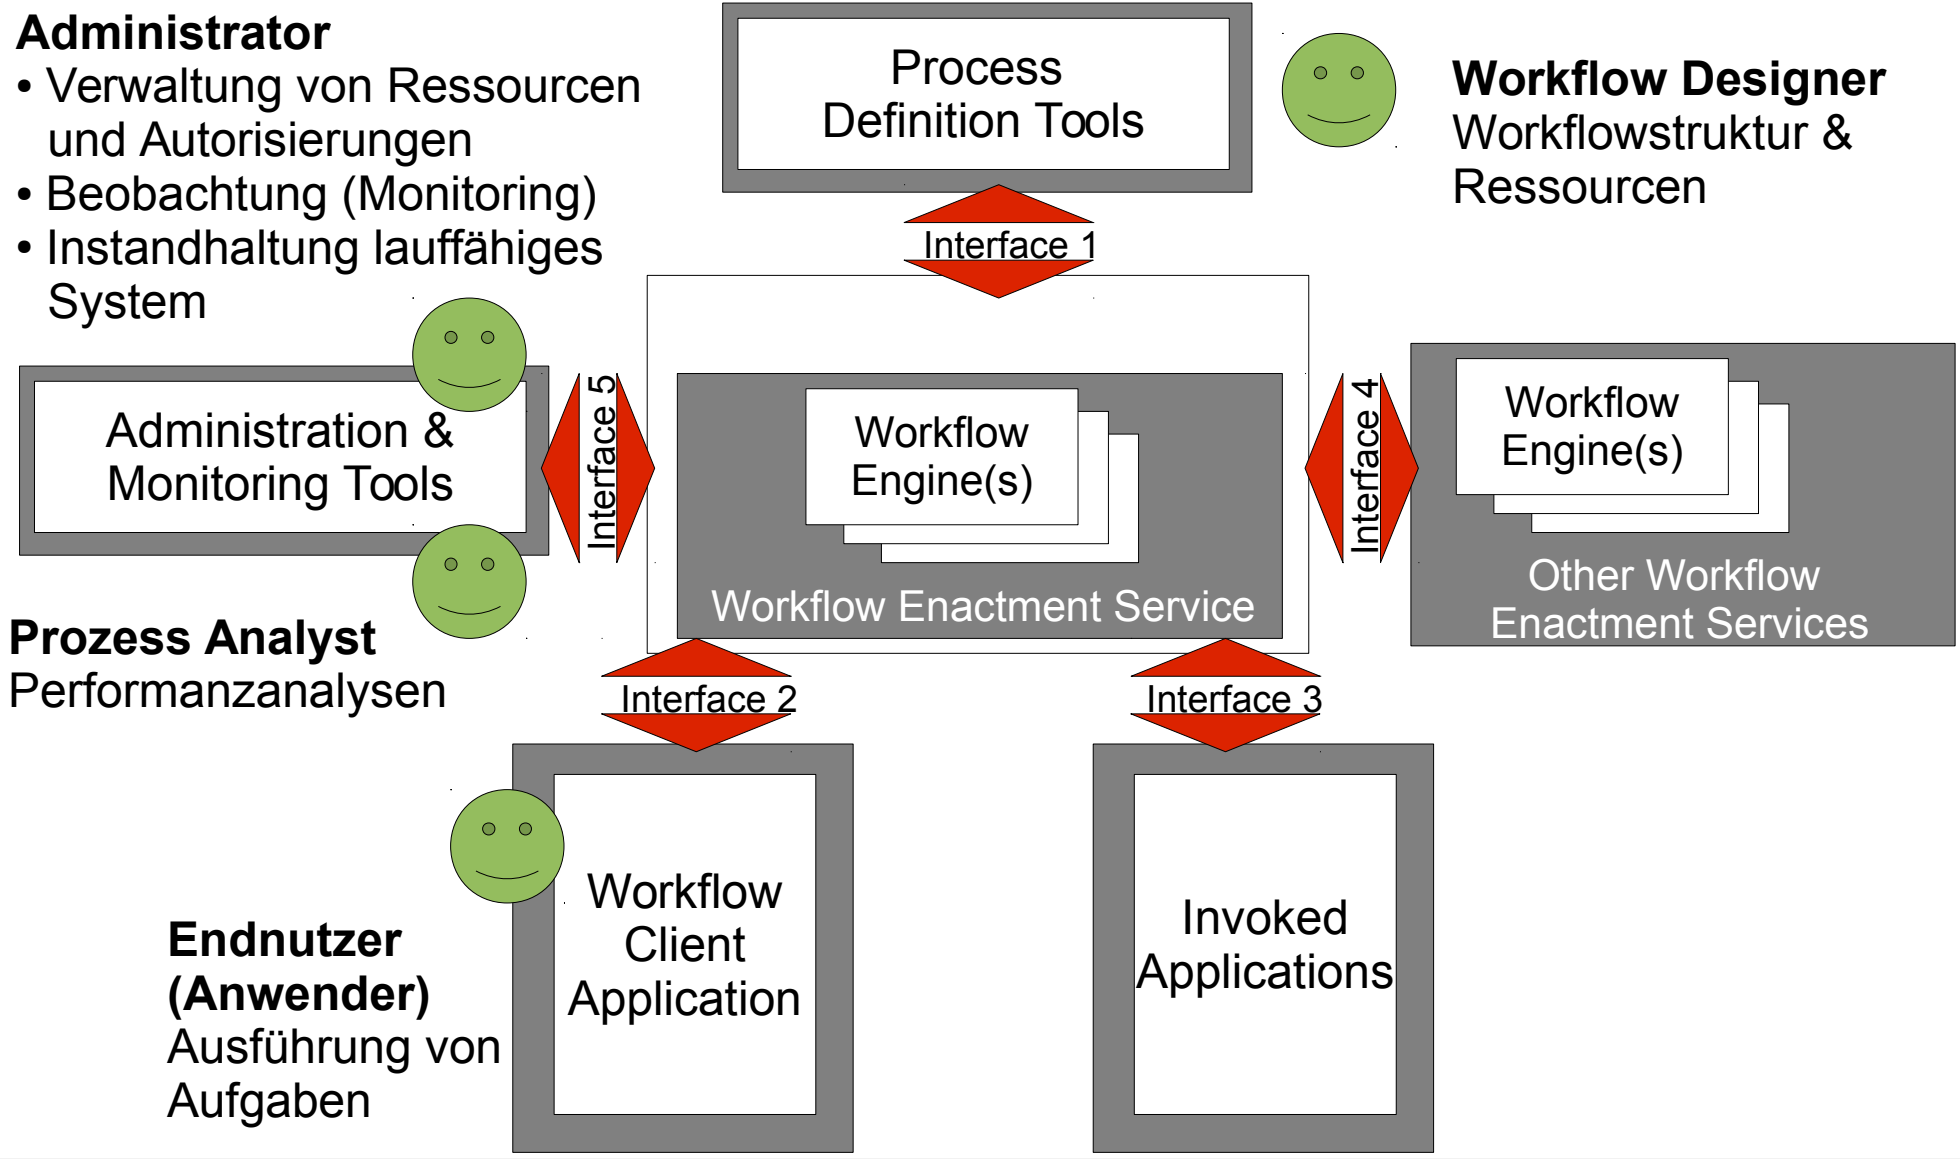 Administrator
• Verwaltung von Ressourcen
und Autorisierungen
• Beobachtung (Monitoring)
• Instandhaltung lauffähiges
System
Process
Definition Tools
Workflow Designer
Workflowstruktur &
Ressourcen
Interface 1
Administration &
Monitoring Tools
Interface 5
Workflow
Engine(s)
Workflow Enactment Service
Interface 4
Workflow
Engine(s)
Other Workflow
Enactment Services
Prozess Analyst
Performanzanalysen
Interface 2
Interface 3
Endnutzer
(Anwender)
Ausführung von
Aufgaben
Workflow
Client
Application
Invoked
Applications